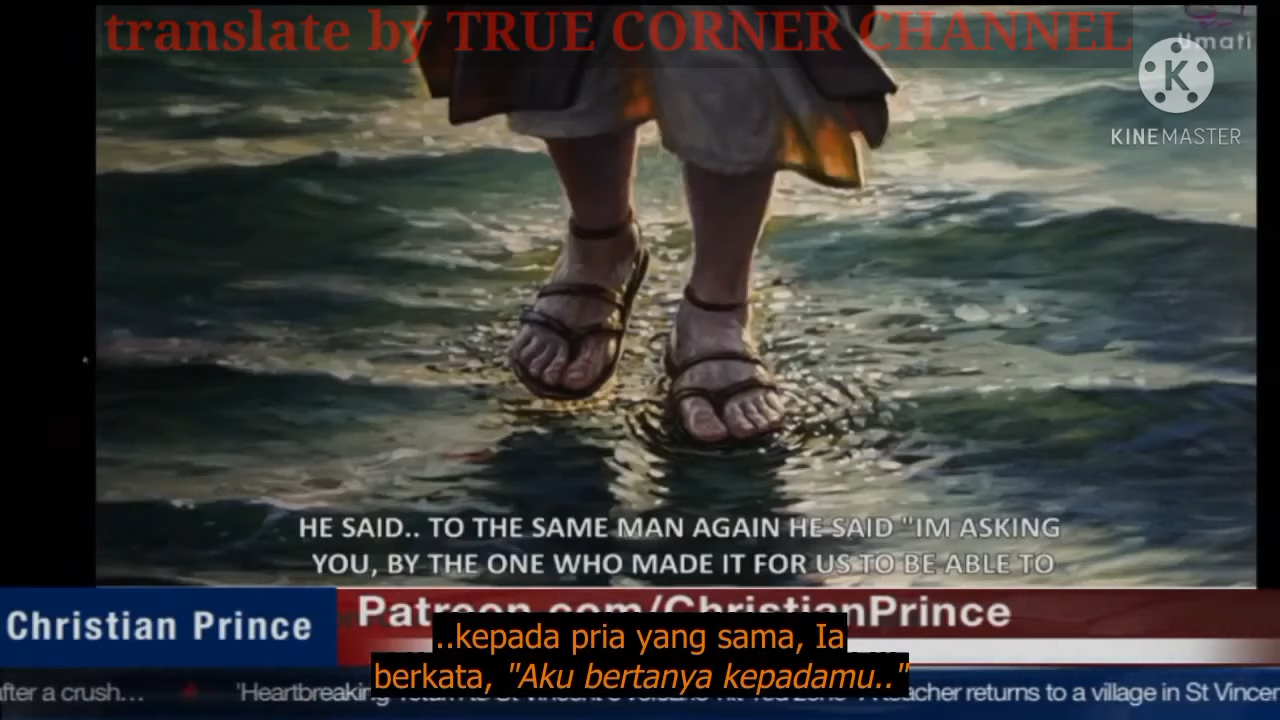 translate by TRUE CORNER CHANNEL
Umati
K
KINEMASTER
HE SAID.. TO THE SAME MAN AGAIN HE SAID "IM ASKING
YOU, BY THE ONE WHO MADE IT FOR US TO BE ABLE TO
Christian Prince
Patreon.com/ChristianPrince
..kepada pria yang sama, Ia
berkata, "Aku bertanya kepadamu.."
after a crush... 'Heartbreaking returns to a village in St Vincen